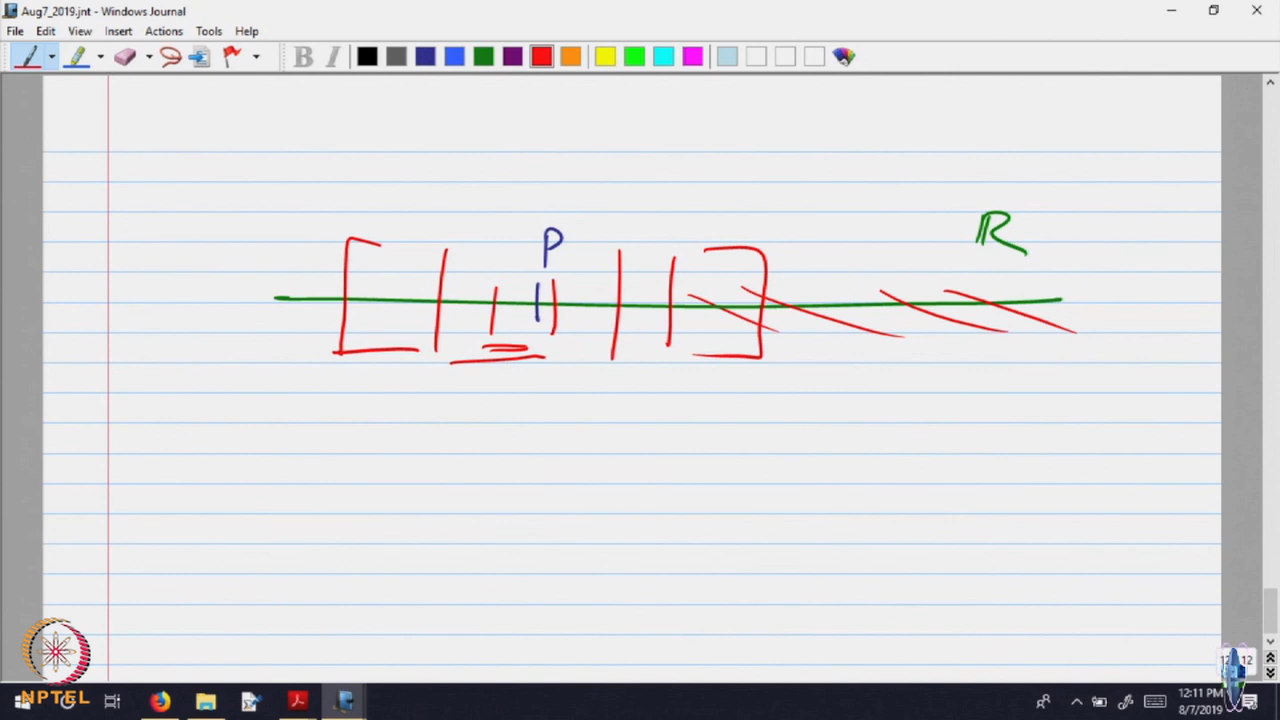 Aug7_2019.jnt - Windows Journal
File Edit View Insert Actions Tools Help
B I
ℝ
P
NPTEL
12:11 PM
8/7/2019